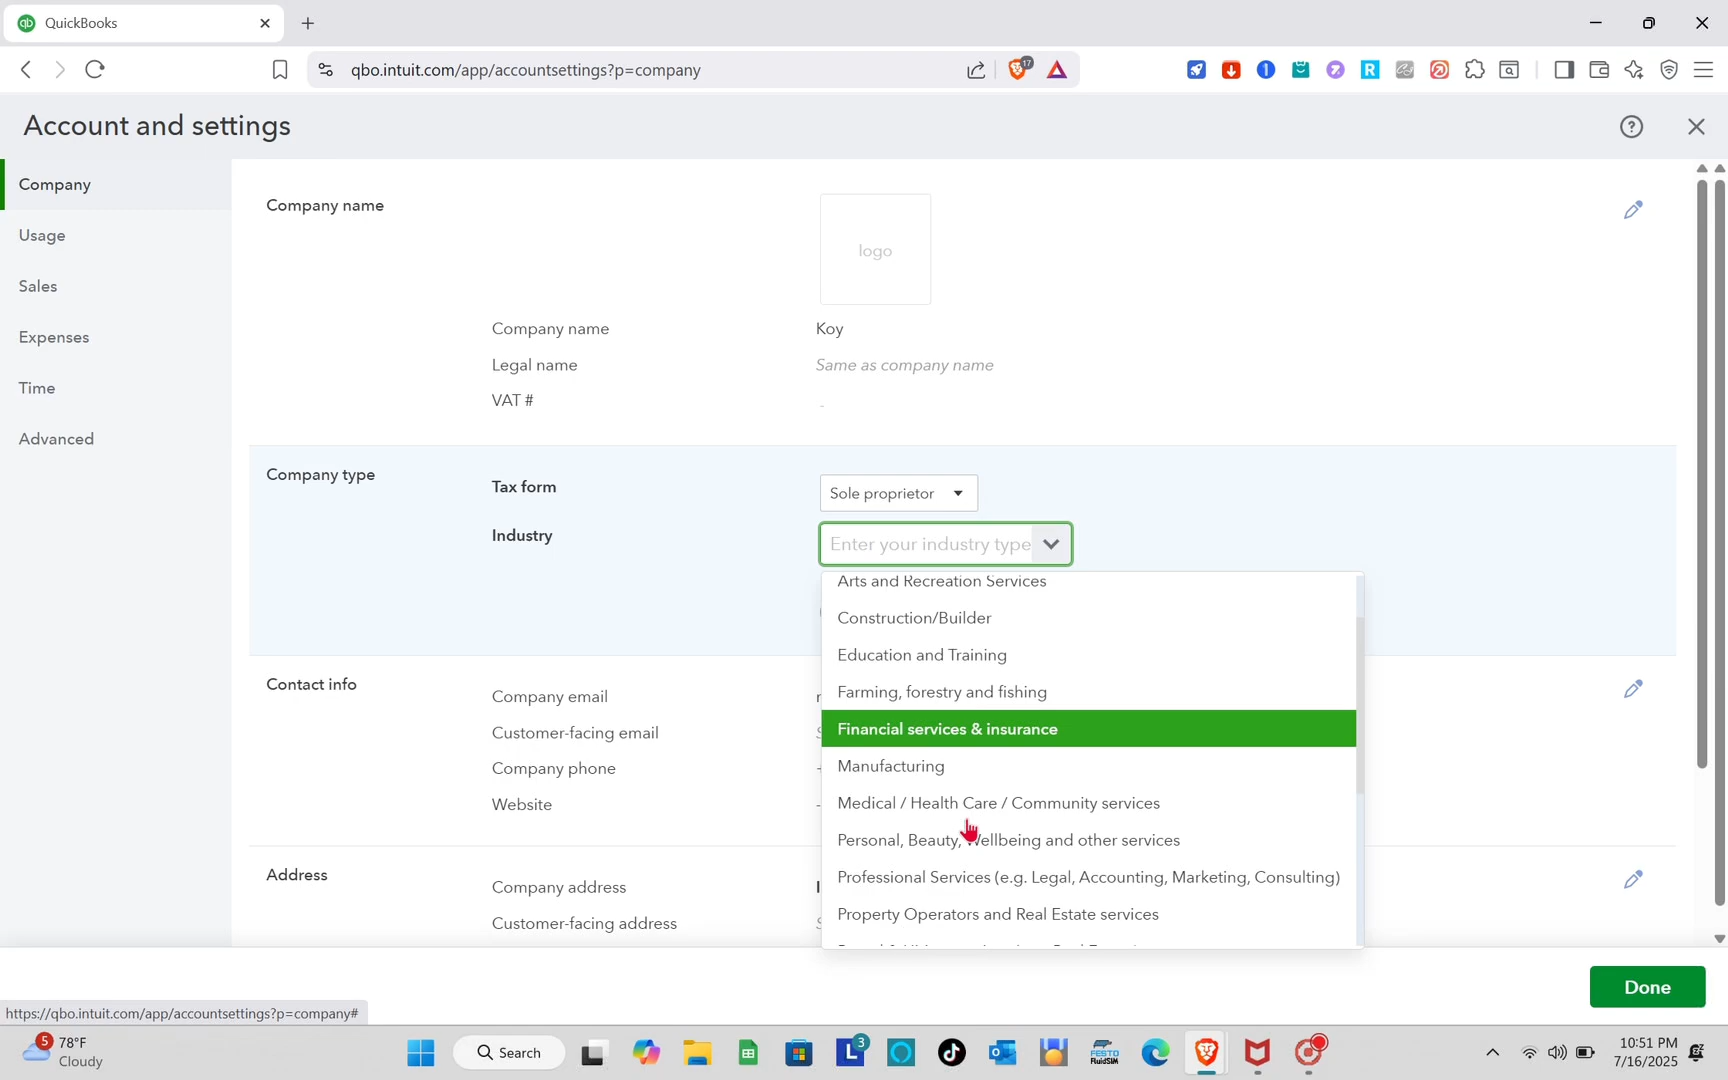 QuickBooks
qbo.intuit.com/app/accountsettings?p=company
17
Account and settings
Company
Usage
Sales
Expenses
Time
Advanced
Company name
logo
Company name
Koy
Legal name
Same as company name
VAT #
-
Company type
Tax form
Sole proprietor
Industry
Enter your industry type
Arts and Recreation Services
Construction/Builder
Education and Training
Farming, forestry and fishing
Financial services & insurance
Manufacturing
Medical / Health Care / Community services
Personal, Beauty, Wellbeing and other services
Professional Services (e.g. Legal, Accounting, Marketing, Consulting)
Property Operators and Real Estate services
Contact info
Company email
Customer-facing email
Company phone
Website
Address
Company address
Customer-facing address
Done
https://qbo.intuit.com/app/accountsettings?p=company#
5
78°F
Cloudy
Search
3
FESTO
FluidSIM
10:51 PM
7/16/2025